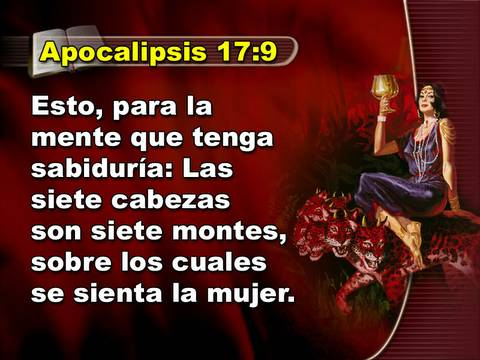 Apocalipsis 17:9
Esto, para la
mente que tenga
sabiduría: Las
siete cabezas
son siete montes,
sobre los cuales
se sienta la mujer.